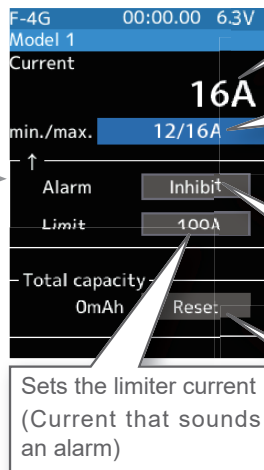 F-4G 00:00.00 6.3V
Model 1
Current
16A
min./max. 12/16A
↑
Alarm Inhibit
Limit 100A
Total capacity
0mAh Reset
Sets the limiter current
(Current that sounds
an alarm)